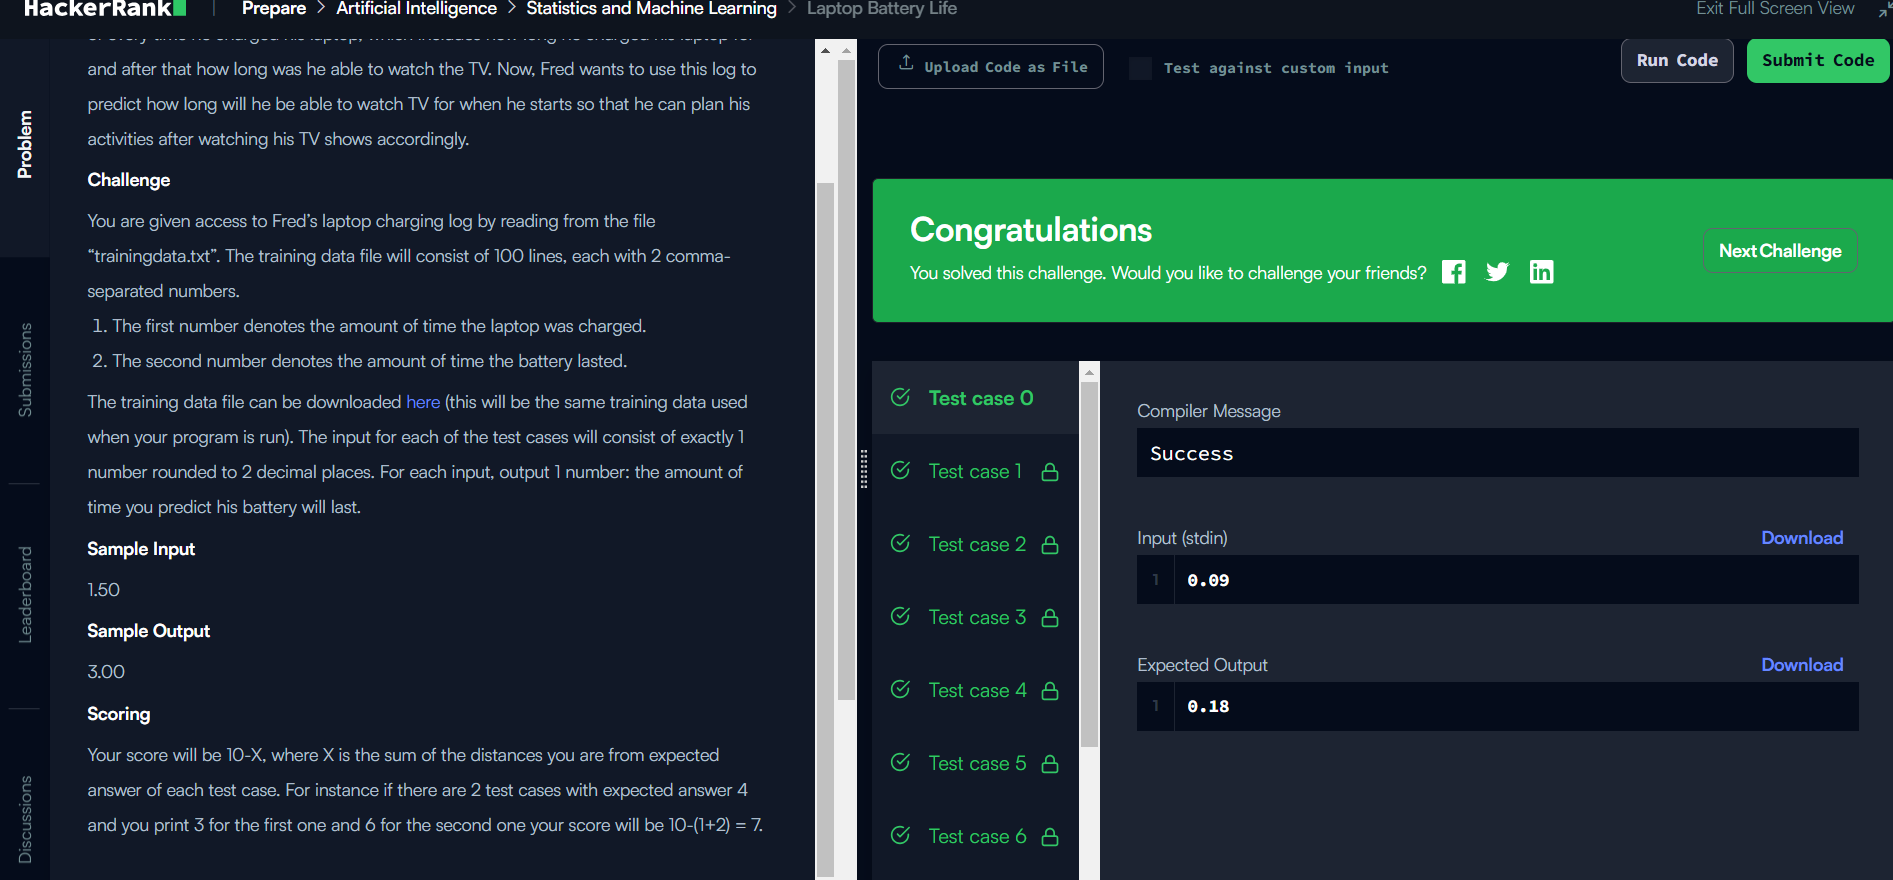 HackerRank
Prepare > Artificial Intelligence > Statistics and Machine Learning > Laptop Battery Life
Exit Full Screen View
Problem
Submissions
Leaderboard
Discussions
of every time he charged his laptop, which includes how long he charged his laptop for
and after that how long was he able to watch the TV. Now, Fred wants to use this log to
predict how long will he be able to watch TV for when he starts so that he can plan his
activities after watching his TV shows accordingly.
Challenge
You are given access to Fred’s laptop charging log by reading from the file
“trainingdata.txt”. The training data file will consist of 100 lines, each with 2 comma-
separated numbers.
1. The first number denotes the amount of time the laptop was charged.
2. The second number denotes the amount of time the battery lasted.
The training data file can be downloaded here (this will be the same training data used
when your program is run). The input for each of the test cases will consist of exactly 1
number rounded to 2 decimal places. For each input, output 1 number: the amount of
time you predict his battery will last.
Sample Input
1.50
Sample Output
3.00
Scoring
Your score will be 10-X, where X is the sum of the distances you are from expected
answer of each test case. For instance if there are 2 test cases with expected answer 4
and you print 3 for the first one and 6 for the second one your score will be 10-(1+2) = 7.
Upload Code as File
Test against custom input
Run Code
Submit Code
Congratulations
You solved this challenge. Would you like to challenge your friends?
Next Challenge
Test case 0
Test case 1
Test case 2
Test case 3
Test case 4
Test case 5
Test case 6
Compiler Message
Success
Input (stdin)
Download
1 0.09
Expected Output
Download
1 0.18